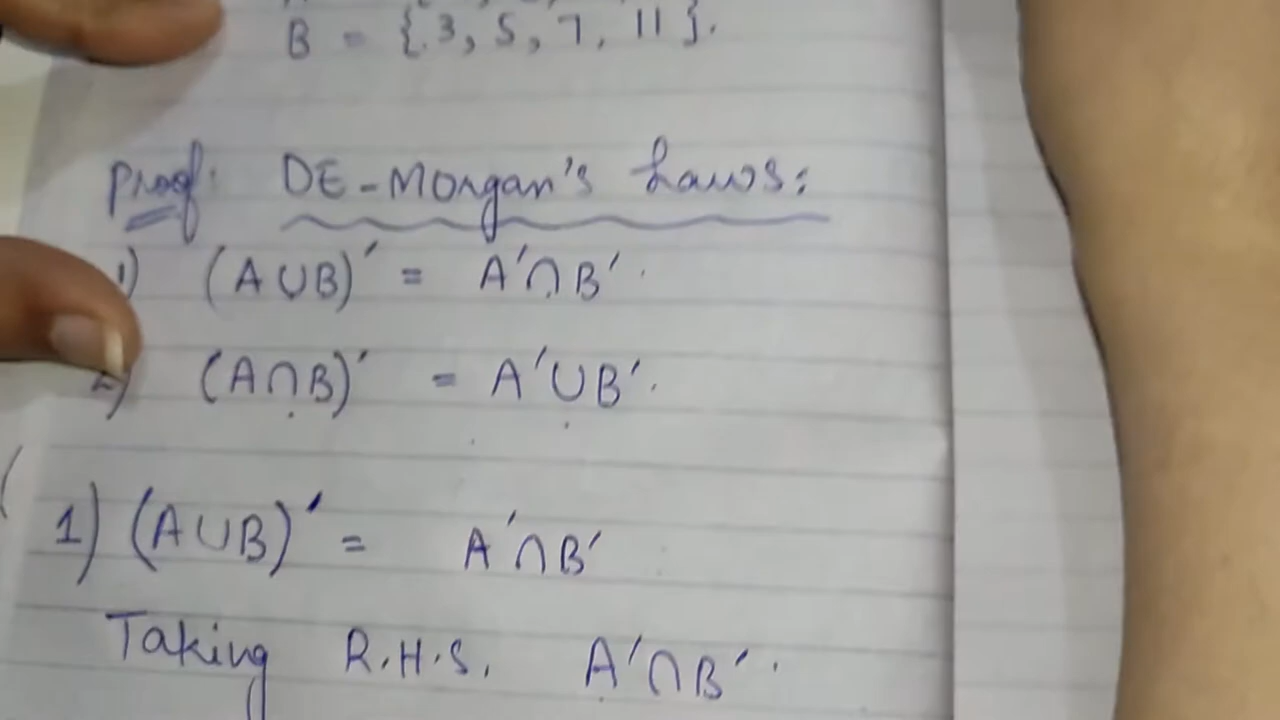 B = {3, 5, 7, 11}.
Proof: DE-Morgan's Laws:
1) (A∪B)′ = A′∩B′.
2) (A∩B)′ = A′∪B′.
1) (A∪B)′ = A′∩B′
Taking R.H.S. A′∩B′.